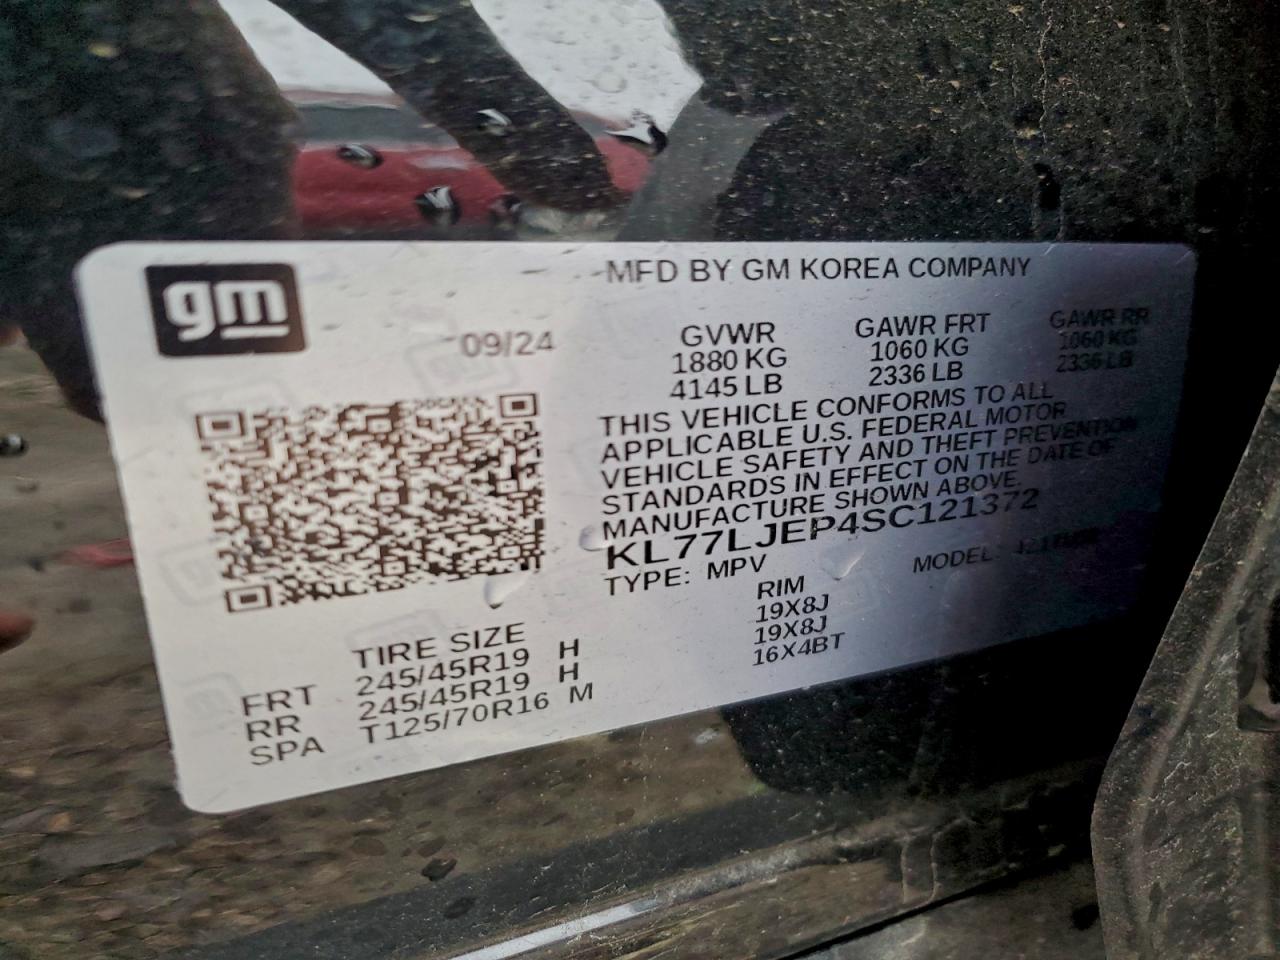 gm
MFD BY GM KOREA COMPANY
09/24
GVWR GAWR FRT GAWR RR
1880 KG 1060 KG 1060 KG
4145 LB 2336 LB 2336 LB
THIS VEHICLE CONFORMS TO ALL
APPLICABLE U.S. FEDERAL MOTOR
VEHICLE SAFETY AND THEFT PREVENTION
STANDARDS IN EFFECT ON THE DATE OF
MANUFACTURE SHOWN ABOVE.
KL77LJEP4SC121372
TYPE: MPV MODEL:
TIRE SIZE RIM
FRT 245/45R19 H 19X8J
RR 245/45R19 H 19X8J
SPA T125/70R16 M 16X4BT